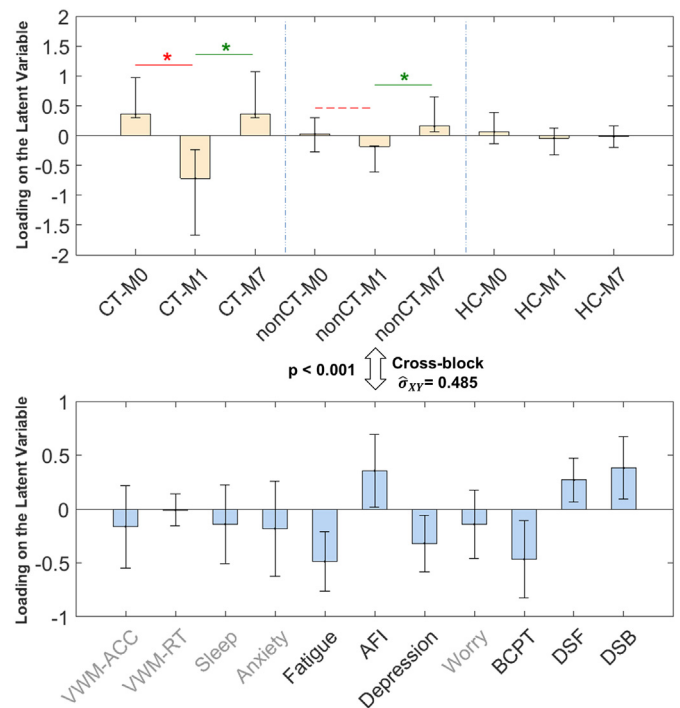 Loading on the Latent Variable
2
1.5
1
0.5
0
-0.5
-1
-1.5
-2
*
*
*
CT-M0
CT-M1
CT-M7
nonCT-M0
nonCT-M1
nonCT-M7
HC-M0
HC-M1
HC-M7
p < 0.001
Cross-block
σ̂XY = 0.485
Loading on the Latent Variable
1
0.5
0
-0.5
-1
VWM-ACC
VWM-RT
Sleep
Anxiety
Fatigue
AFI
Depression
Worry
BCPT
DSF
DSB